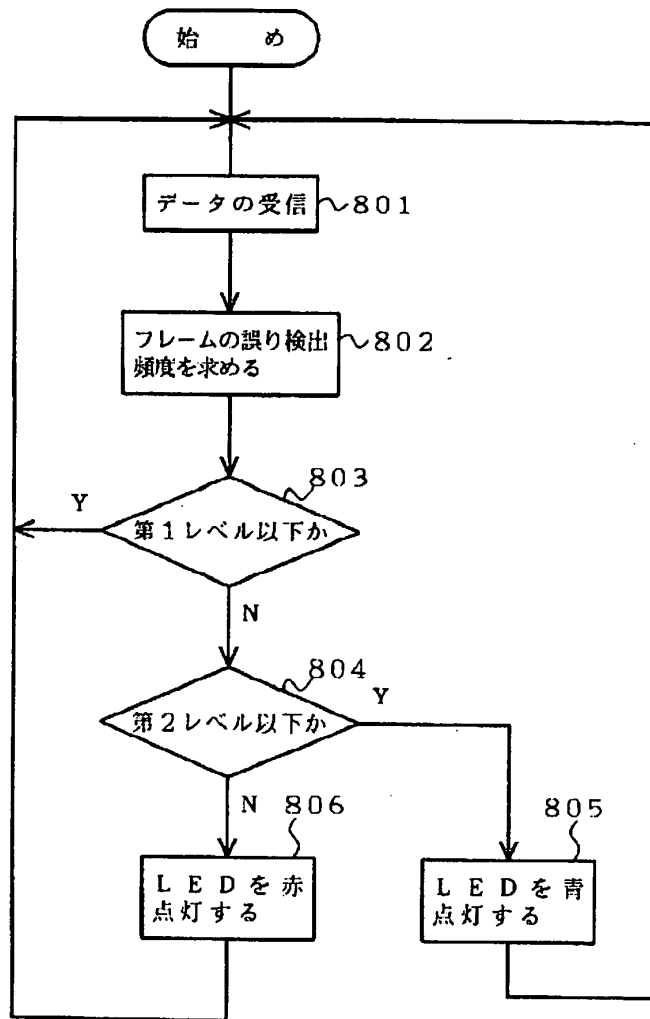 始 め
データの受信 801
フレームの誤り検出 802
頻度を求める
803
Y
第1レベル以下か
N
804
Y
第2レベル以下か
N
806
805
LEDを赤
点灯する
LEDを青
点灯する